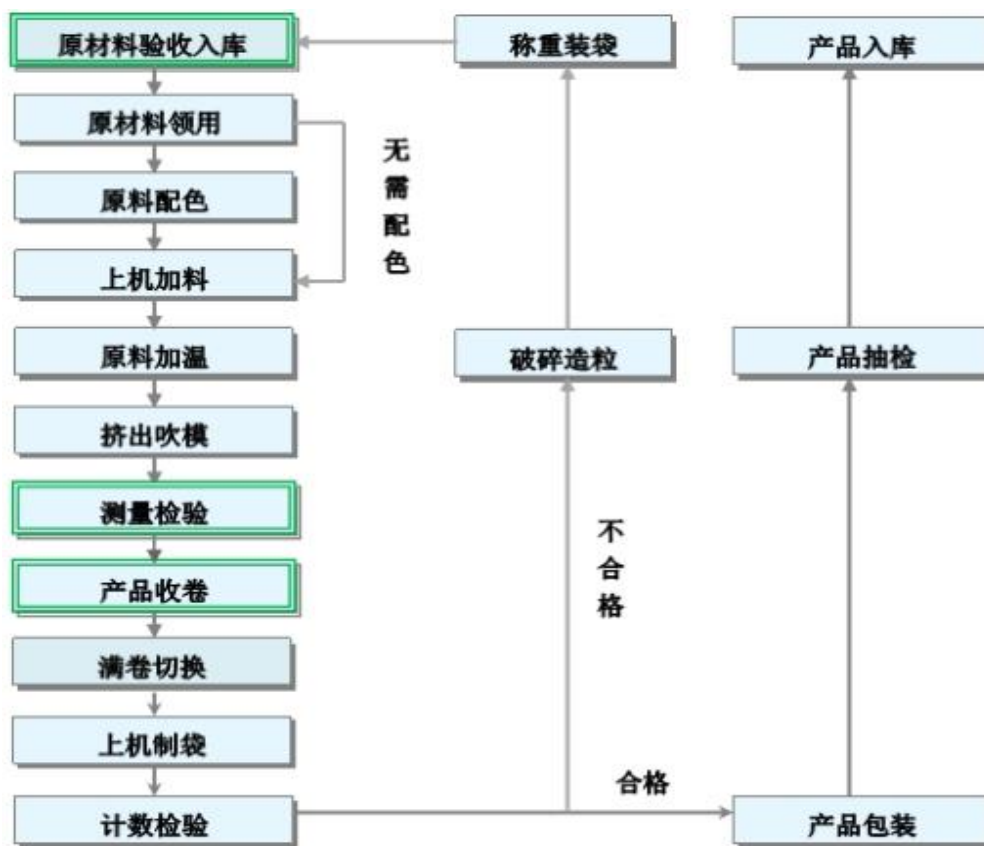 原材料验收入库
称重装袋
产品入库
原材料领用
无需配色
原料配色
上机加料
原料加温
破碎造粒
产品抽检
挤出吹模
测量检验
不合格
产品收卷
满卷切换
上机制袋
合格
计数检验
产品包装